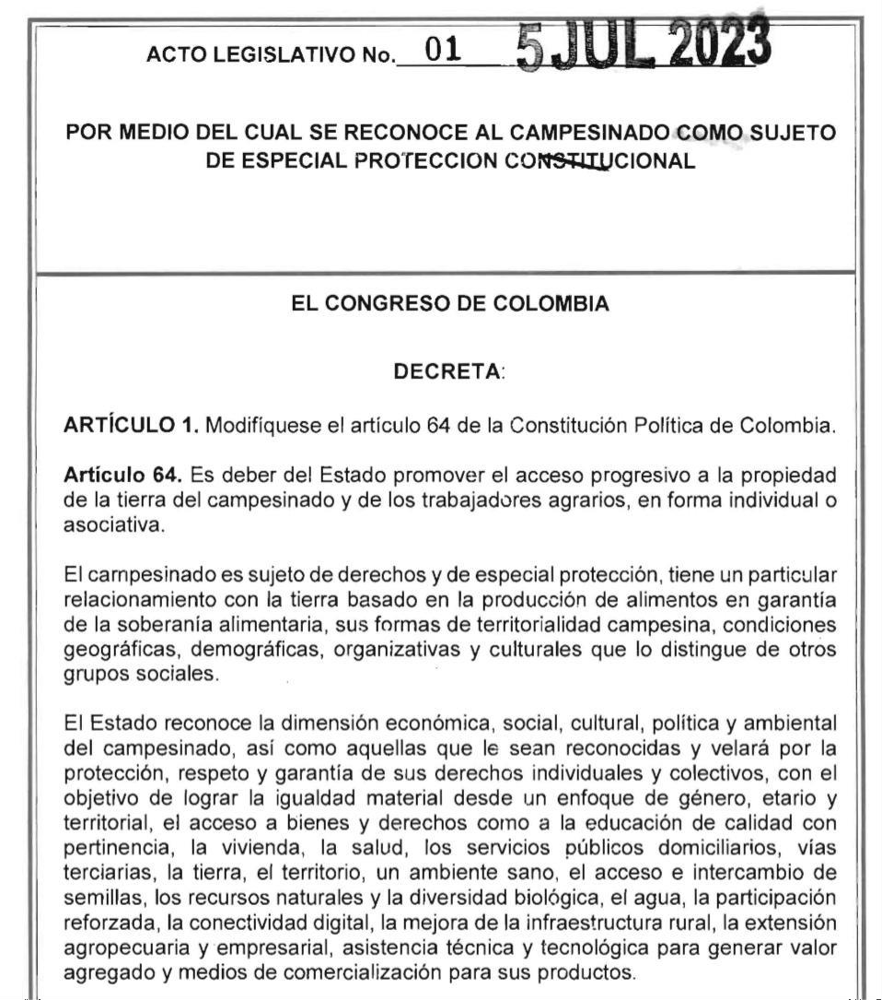 ACTO LEGISLATIVO No. 01 5 JUL 2023
POR MEDIO DEL CUAL SE RECONOCE AL CAMPESINADO COMO SUJETO
DE ESPECIAL PROTECCION CONSTITUCIONAL
EL CONGRESO DE COLOMBIA
DECRETA:
ARTÍCULO 1. Modifíquese el artículo 64 de la Constitución Política de Colombia.
Artículo 64. Es deber del Estado promover el acceso progresivo a la propiedad
de la tierra del campesinado y de los trabajadores agrarios, en forma individual o
asociativa.
El campesinado es sujeto de derechos y de especial protección, tiene un particular
relacionamiento con la tierra basado en la producción de alimentos en garantía
de la soberanía alimentaria, sus formas de territorialidad campesina, condiciones
geográficas, demográficas, organizativas y culturales que lo distingue de otros
grupos sociales.
El Estado reconoce la dimensión económica, social, cultural, política y ambiental
del campesinado, así como aquellas que le sean reconocidas y velará por la
protección, respeto y garantía de sus derechos individuales y colectivos, con el
objetivo de lograr la igualdad material desde un enfoque de género, etario y
territorial, el acceso a bienes y derechos como a la educación de calidad con
pertinencia, la vivienda, la salud, los servicios públicos domiciliarios, vías
terciarias, la tierra, el territorio, un ambiente sano, el acceso e intercambio de
semillas, los recursos naturales y la diversidad biológica, el agua, la participación
reforzada, la conectividad digital, la mejora de la infraestructura rural, la extensión
agropecuaria y empresarial, asistencia técnica y tecnológica para generar valor
agregado y medios de comercialización para sus productos.